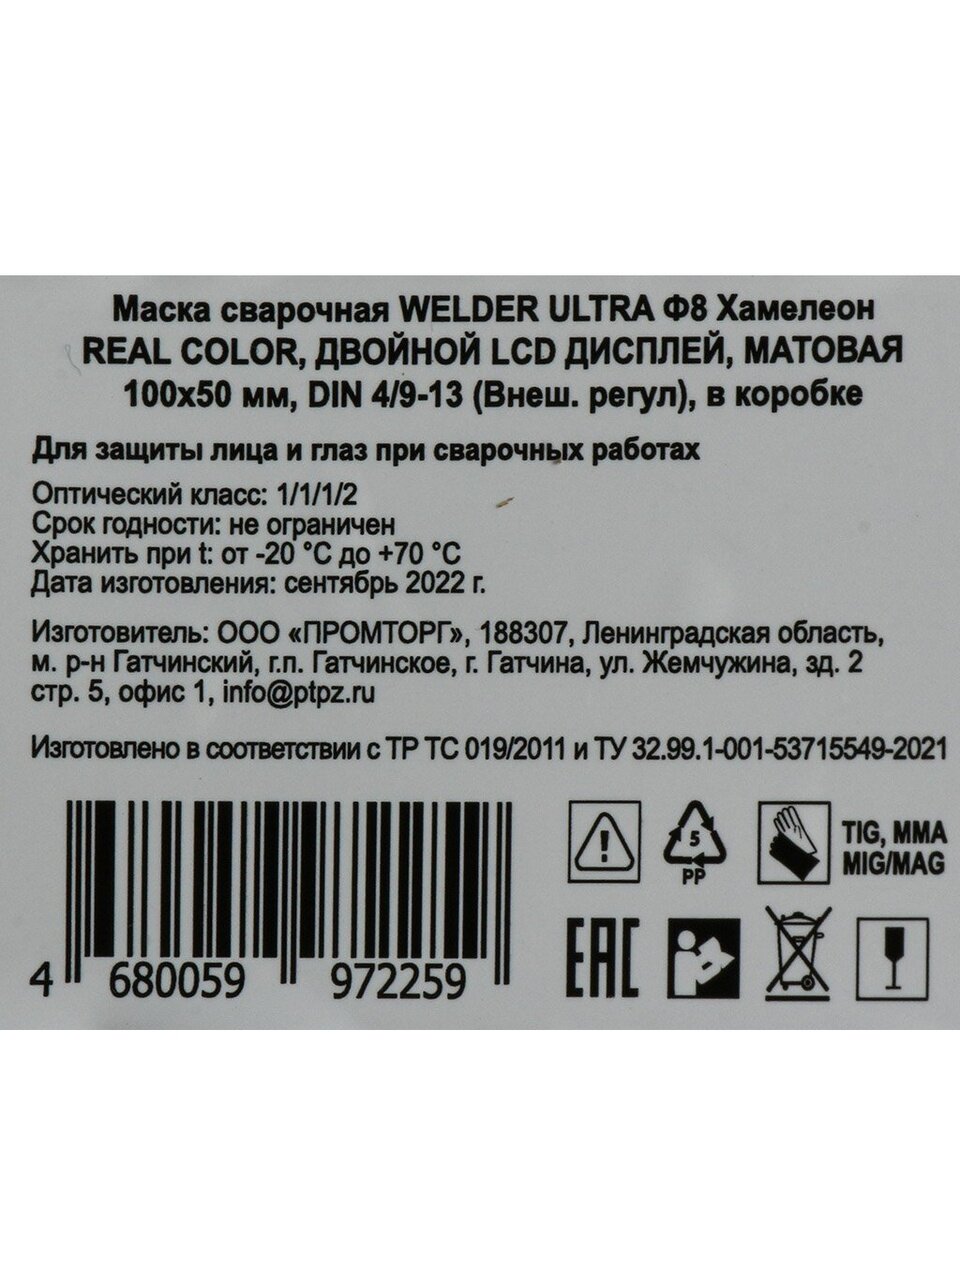 Маска сварочная WELDER ULTRA Ф8 Хамелеон
REAL COLOR, ДВОЙНОЙ LCD ДИСПЛЕЙ, МАТОВАЯ
100x50 мм, DIN 4/9-13 (Внеш. регул), в коробке
Для защиты лица и глаз при сварочных работах
Оптический класс: 1/1/1/2
Срок годности: не ограничен
Хранить при t: от -20 °C до +70 °C
Дата изготовления: сентябрь 2022 г.
Изготовитель: ООО «ПРОМТОРГ», 188307, Ленинградская область,
м. р-н Гатчинский, г.п. Гатчинское, г. Гатчина, ул. Жемчужина, зд. 2
стр. 5, офис 1, info@ptpz.ru
Изготовлено в соответствии с ТР ТС 019/2011 и ТУ 32.99.1-001-53715549-2021
5
PP
TIG, MMA
MIG/MAG
4 680059 972259
EAC